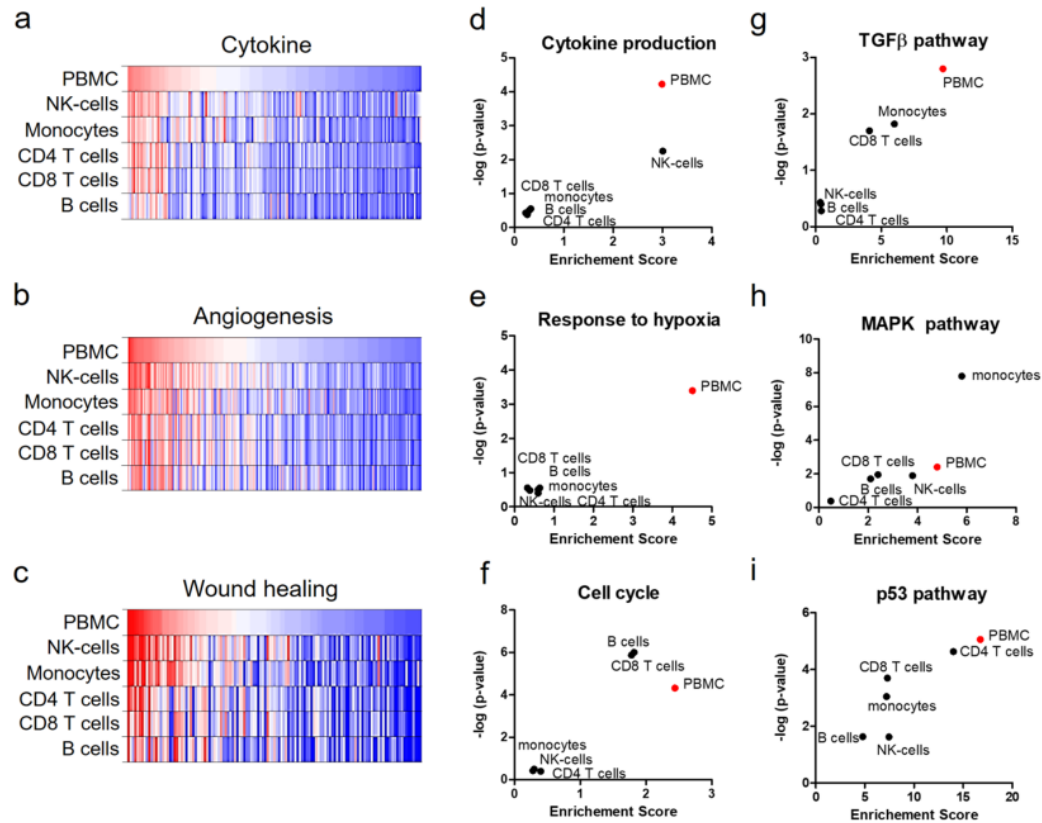 a
Cytokine
PBMC
NK-cells
Monocytes
CD4 T cells
CD8 T cells
B cells
b
Angiogenesis
PBMC
NK-cells
Monocytes
CD4 T cells
CD8 T cells
B cells
c
Wound healing
PBMC
NK-cells
Monocytes
CD4 T cells
CD8 T cells
B cells
d
Cytokine production
-log (p-value)
5
4
3
2
1
0
PBMC
NK-cells
CD8 T cells
monocytes
B cells
CD4 T cells
0 1 2 3 4
Enrichement Score
e
Response to hypoxia
-log (p-value)
5
4
3
2
1
0
PBMC
CD8 T cells
B cells
monocytes
NK-cells CD4 T cells
0 1 2 3 4 5
Enrichement Score
f
Cell cycle
-log (p-value)
8
6
4
2
0
B cells
CD8 T cells
PBMC
monocytes
NK-cells
CD4 T cells
0 1 2 3
Enrichement Score
g
TGFβ pathway
-log (p-value)
3
2
1
0
PBMC
Monocytes
CD8 T cells
NK-cells
B cells
CD4 T cells
0 5 10 15
Enrichement Score
h
MAPK pathway
-log (p-value)
10
8
6
4
2
0
monocytes
CD8 T cells
PBMC
B cells
NK-cells
CD4 T cells
0 2 4 6 8
Enrichement Score
i
p53 pathway
-log (p-value)
6
4
2
0
PBMC
CD4 T cells
CD8 T cells
monocytes
B cells
NK-cells
0 5 10 15 20
Enrichement Score